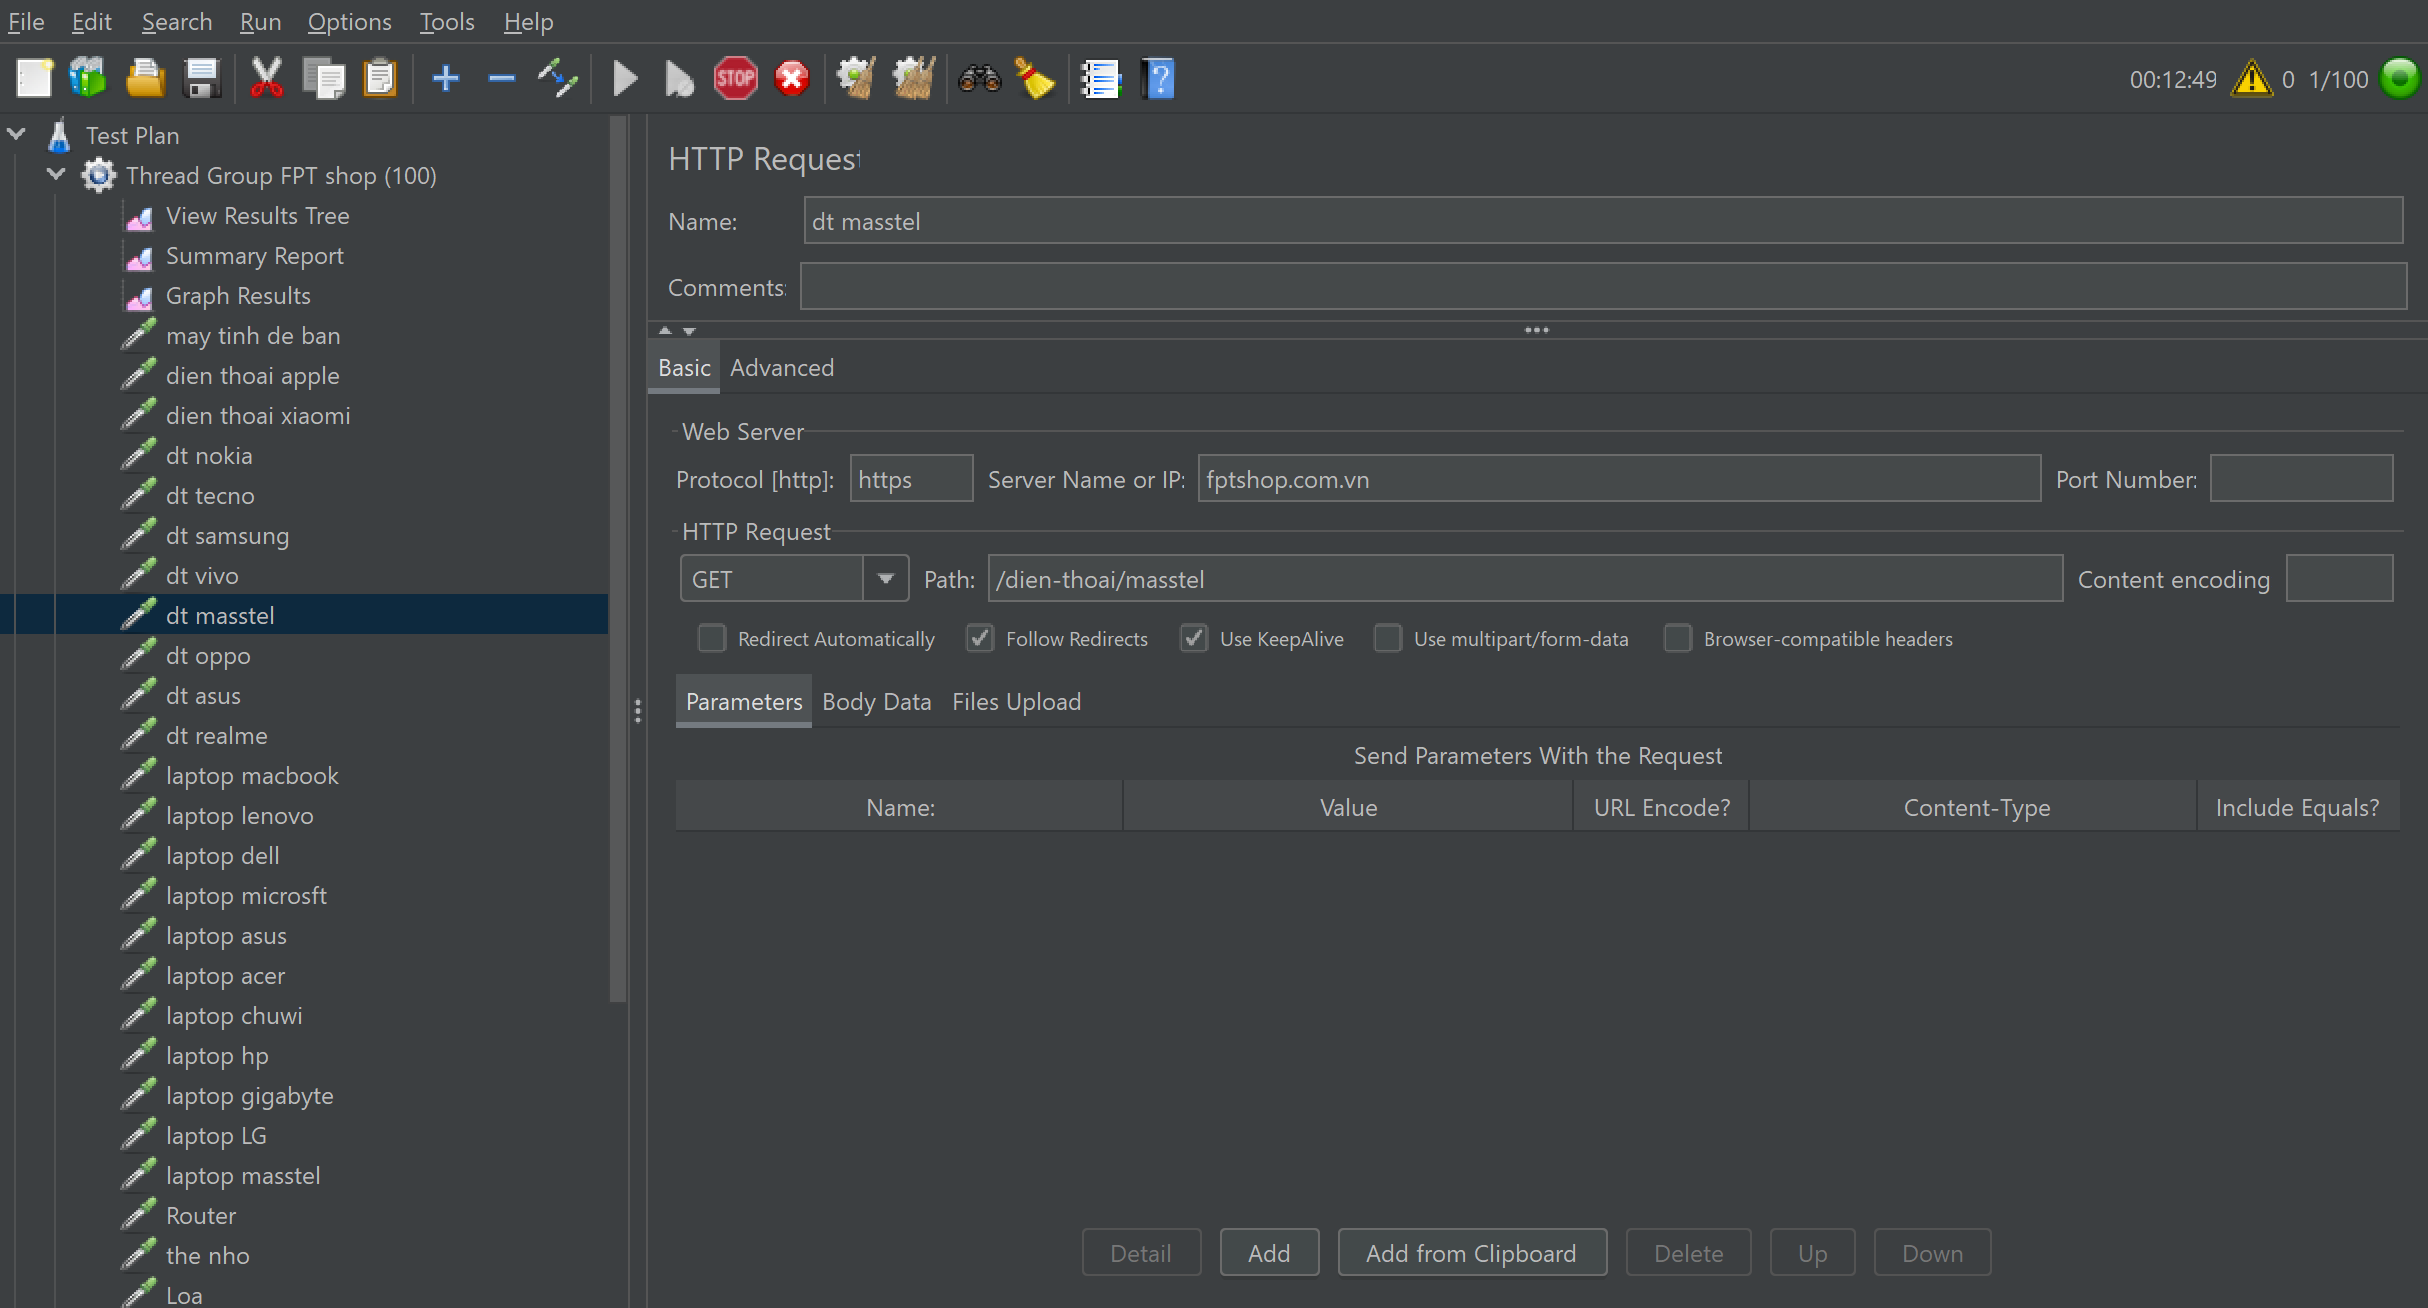 File Edit Search Run Options Tools Help
STOP 00:12:49 0 1/100
Test Plan
Thread Group FPT shop (100)
View Results Tree
Summary Report
Graph Results
may tinh de ban
dien thoai apple
dien thoai xiaomi
dt nokia
dt tecno
dt samsung
dt vivo
dt masstel
dt oppo
dt asus
dt realme
laptop macbook
laptop lenovo
laptop dell
laptop microsft
laptop asus
laptop acer
laptop chuwi
laptop hp
laptop gigabyte
laptop LG
laptop masstel
Router
the nho
Loa
HTTP Request
Name: dt masstel
Comments:
Basic Advanced
Web Server
Protocol [http]: https Server Name or IP: fptshop.com.vn Port Number:
HTTP Request
GET Path: /dien-thoai/masstel Content encoding
Redirect Automatically Follow Redirects Use KeepAlive Use multipart/form-data Browser-compatible headers
Parameters Body Data Files Upload
Send Parameters With the Request
Name: Value URL Encode? Content-Type Include Equals?
Detail Add Add from Clipboard Delete Up Down